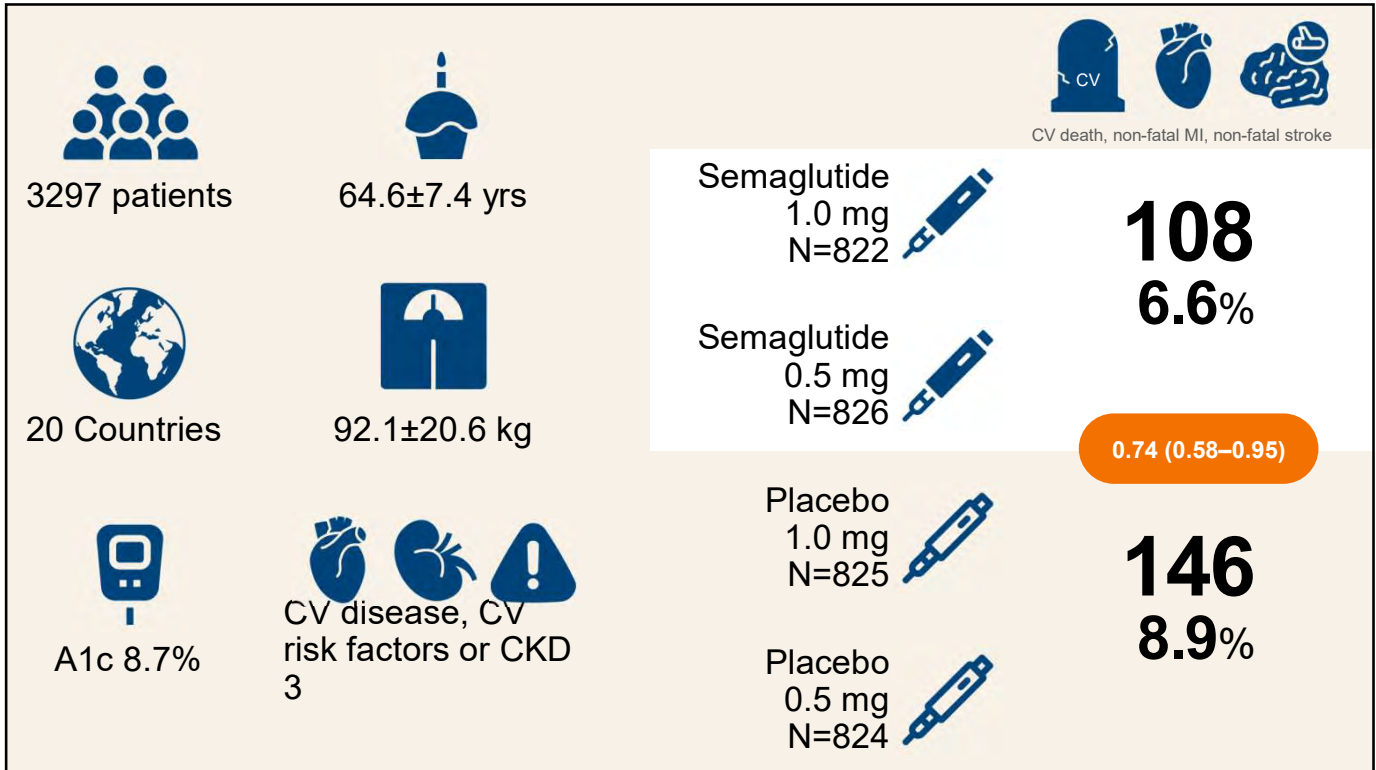 3297 patients
64.6±7.4 yrs
20 Countries
92.1±20.6 kg
A1c 8.7%
CV disease, CV
risk factors or CKD
3
CV
CV death, non-fatal MI, non-fatal stroke
Semaglutide
1.0 mg
N=822
Semaglutide
0.5 mg
N=826
108
6.6%
0.74 (0.58–0.95)
Placebo
1.0 mg
N=825
Placebo
0.5 mg
N=824
146
8.9%